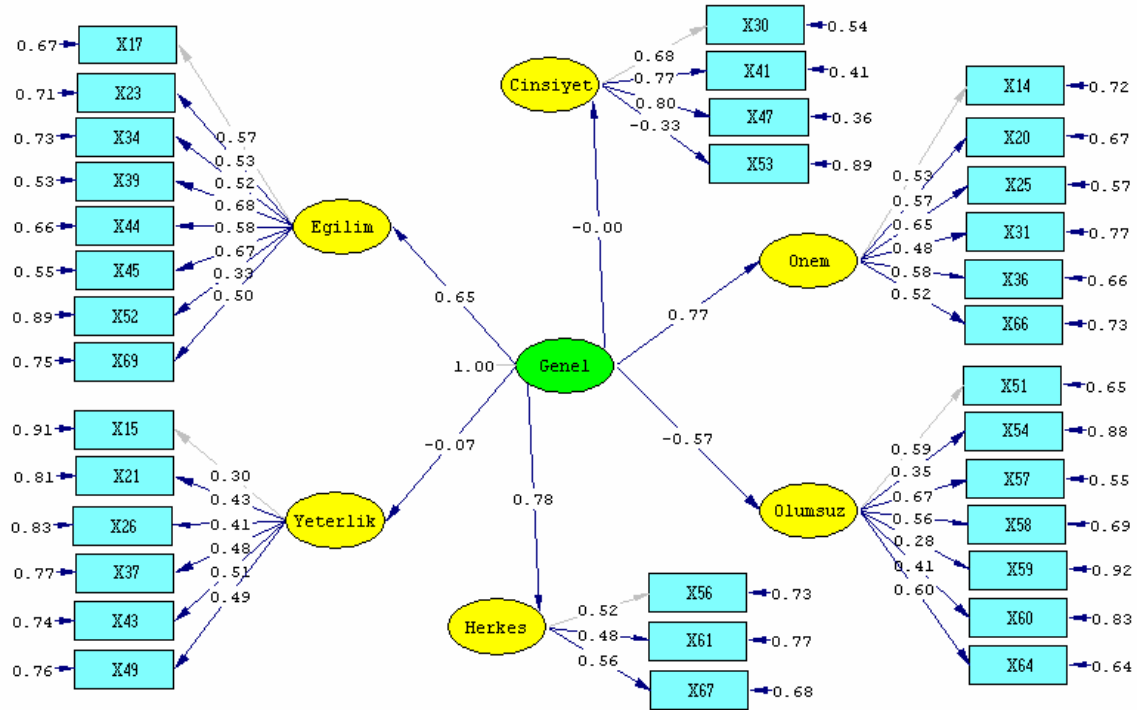 0.67 X17
0.71 X23
0.73 X34
0.53 X39
0.66 X44
0.55 X45
0.89 X52
0.75 X69
0.57
0.53
0.52
0.68
0.58
0.67
0.33
0.50
Egilim
0.65
Cinsiyet
0.68
0.77
0.80
-0.33
X30 0.54
X41 0.41
X47 0.36
X53 0.89
-0.00
Onem
0.53
0.57
0.65
0.48
0.58
0.52
X14 0.72
X20 0.67
X25 0.57
X31 0.77
X36 0.66
X66 0.73
0.77
1.00 Genel
-0.07
0.78
-0.57
0.91 X15
0.81 X21
0.83 X26
0.77 X37
0.74 X43
0.76 X49
0.30
0.43
0.41
0.48
0.51
0.49
Yeterlik
Herkes
0.52
0.48
0.56
X56 0.73
X61 0.77
X67 0.68
Olumsuz
0.59
0.35
0.67
0.56
0.28
0.41
0.60
X51 0.65
X54 0.88
X57 0.55
X58 0.69
X59 0.92
X60 0.83
X64 0.64